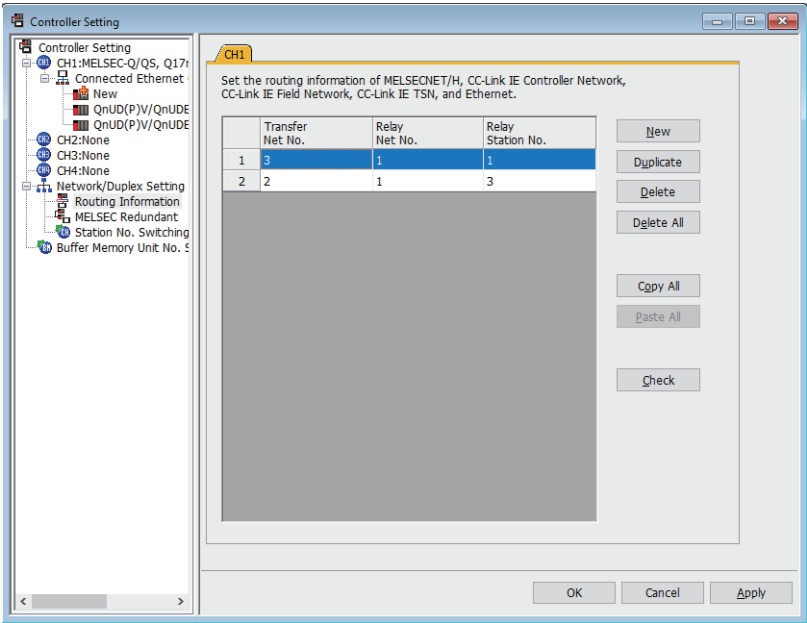 Controller Setting
Controller Setting
CH1:MELSEC-Q/QS, Q17r
Connected Ethernet
New
QnUD(P)V/QnUDE
QnUD(P)V/QnUDE
CH2:None
CH3:None
CH4:None
Network/Duplex Setting
Routing Information
MELSEC Redundant
Station No. Switching
Buffer Memory Unit No. S
CH1
Set the routing information of MELSECNET/H, CC-Link IE Controller Network,
CC-Link IE Field Network, CC-Link IE TSN, and Ethernet.
Transfer Net No. Relay Net No. Relay Station No.
1 3 1 1
2 2 1 3
New
Duplicate
Delete
Delete All
Copy All
Paste All
Check
OK Cancel Apply